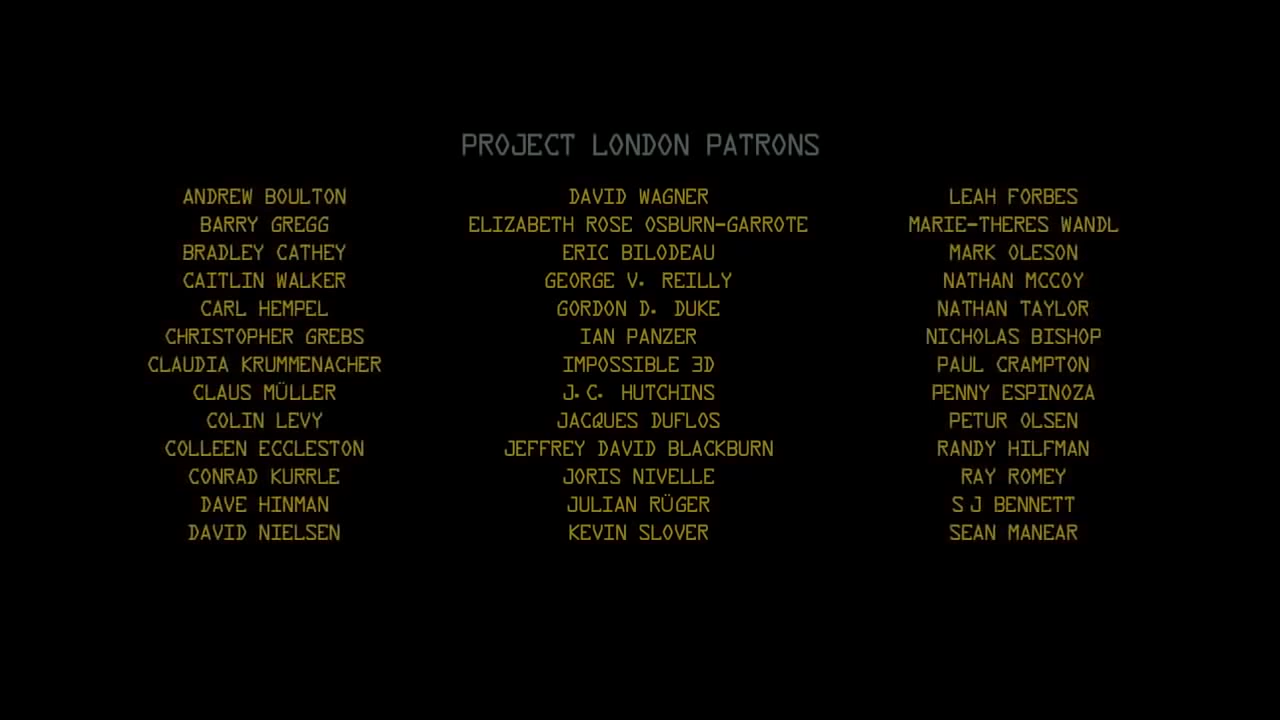 PROJECT LONDON PATRONS
ANDREW BOULTON
BARRY GREGG
BRADLEY CATHEY
CAITLIN WALKER
CARL HEMPEL
CHRISTOPHER GREBS
CLAUDIA KRUMMENACHER
CLAUS MÜLLER
COLIN LEVY
COLLEEN ECCLESTON
CONRAD KURRLE
DAVE HINMAN
DAVID NIELSEN
DAVID WAGNER
ELIZABETH ROSE OSBURN-GARROTE
ERIC BILODEAU
GEORGE V. REILLY
GORDON D. DUKE
IAN PANZER
IMPOSSIBLE 3D
J.C. HUTCHINS
JACQUES DUFLOS
JEFFREY DAVID BLACKBURN
JORIS NIVELLE
JULIAN RÜGER
KEVIN SLOVER
LEAH FORBES
MARIE-THERES WANDL
MARK OLESON
NATHAN MCCOY
NATHAN TAYLOR
NICHOLAS BISHOP
PAUL CRAMPTON
PENNY ESPINOZA
PETUR OLSEN
RANDY HILFMAN
RAY ROMEY
S J BENNETT
SEAN MANEAR